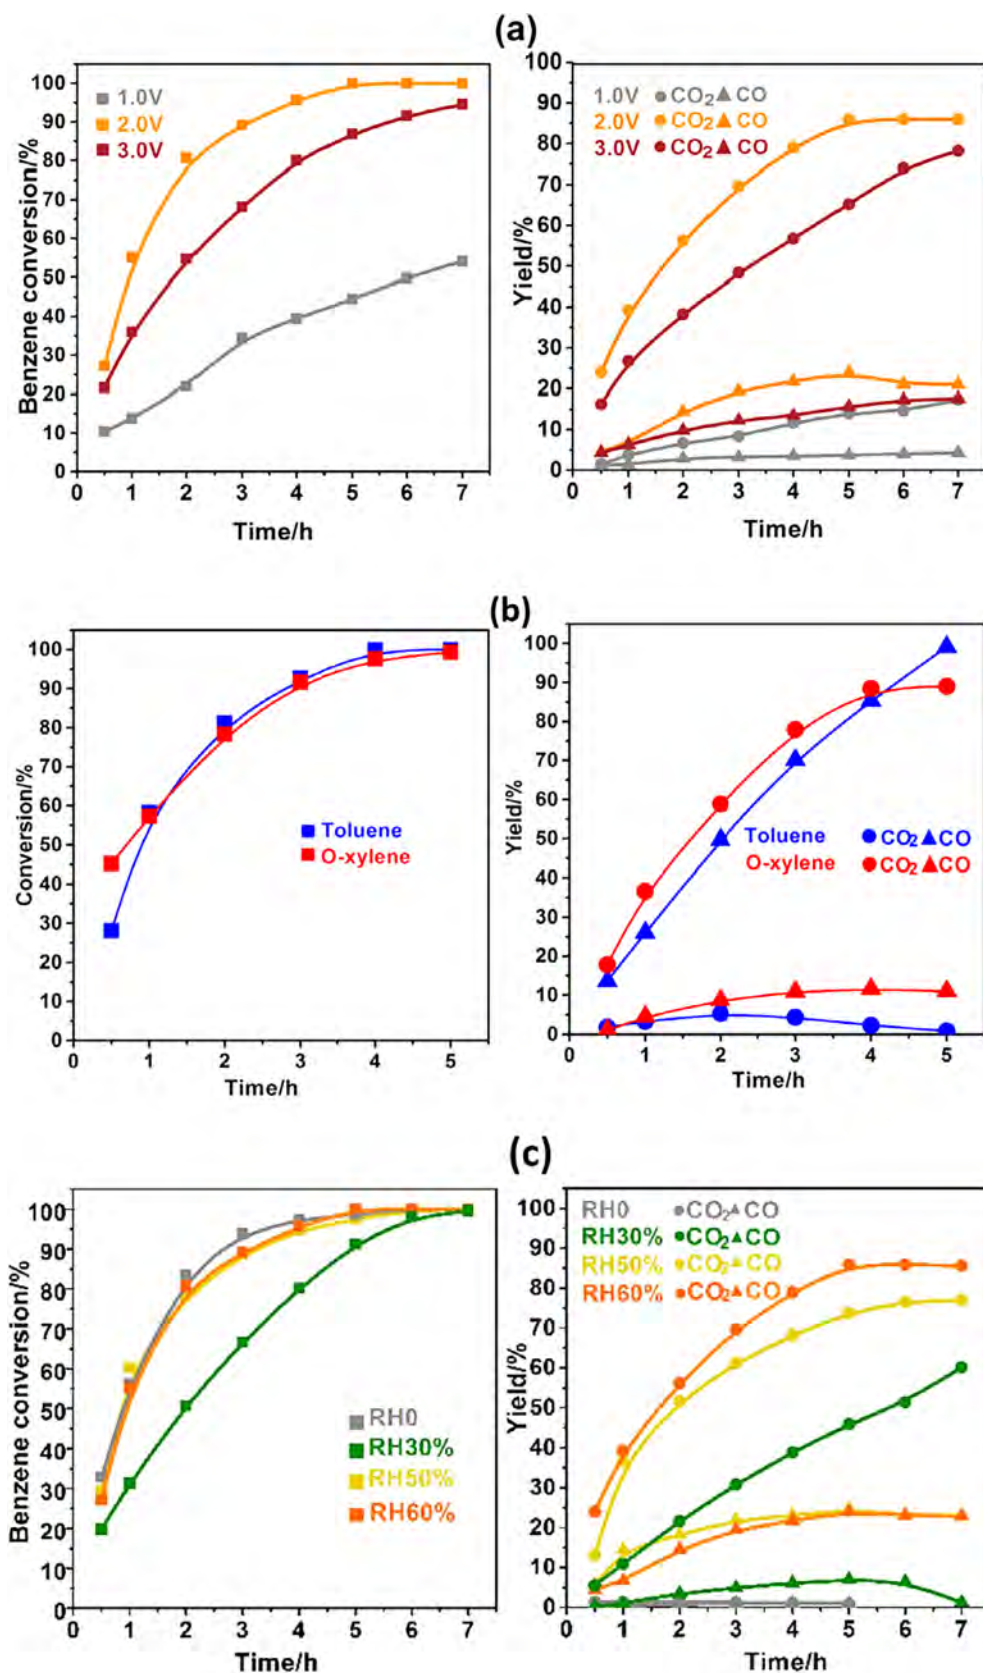 (a)
Benzene conversion/%
100
90
80
70
60
50
40
30
20
10
0
1.0V
2.0V
3.0V
0 1 2 3 4 5 6 7
Time/h
Yield/%
100
90
80
70
60
50
40
30
20
10
0
1.0V CO2 CO
2.0V CO2 CO
3.0V CO2 CO
0 1 2 3 4 5 6 7
Time/h
(b)
Conversion/%
100
90
80
70
60
50
40
30
20
10
0
Toluene
O-xylene
0 1 2 3 4 5
Time/h
Yield/%
100
90
80
70
60
50
40
30
20
10
0
Toluene CO2 CO
O-xylene CO2 CO
0 1 2 3 4 5
Time/h
(c)
Benzene conversion/%
100
90
80
70
60
50
40
30
20
10
0
RH0
RH30%
RH50%
RH60%
0 1 2 3 4 5 6 7
Time/h
Yield/%
100
90
80
70
60
50
40
30
20
10
0
RH0 CO2 CO
RH30% CO2 CO
RH50% CO2 CO
RH60% CO2 CO
0 1 2 3 4 5 6 7
Time/h